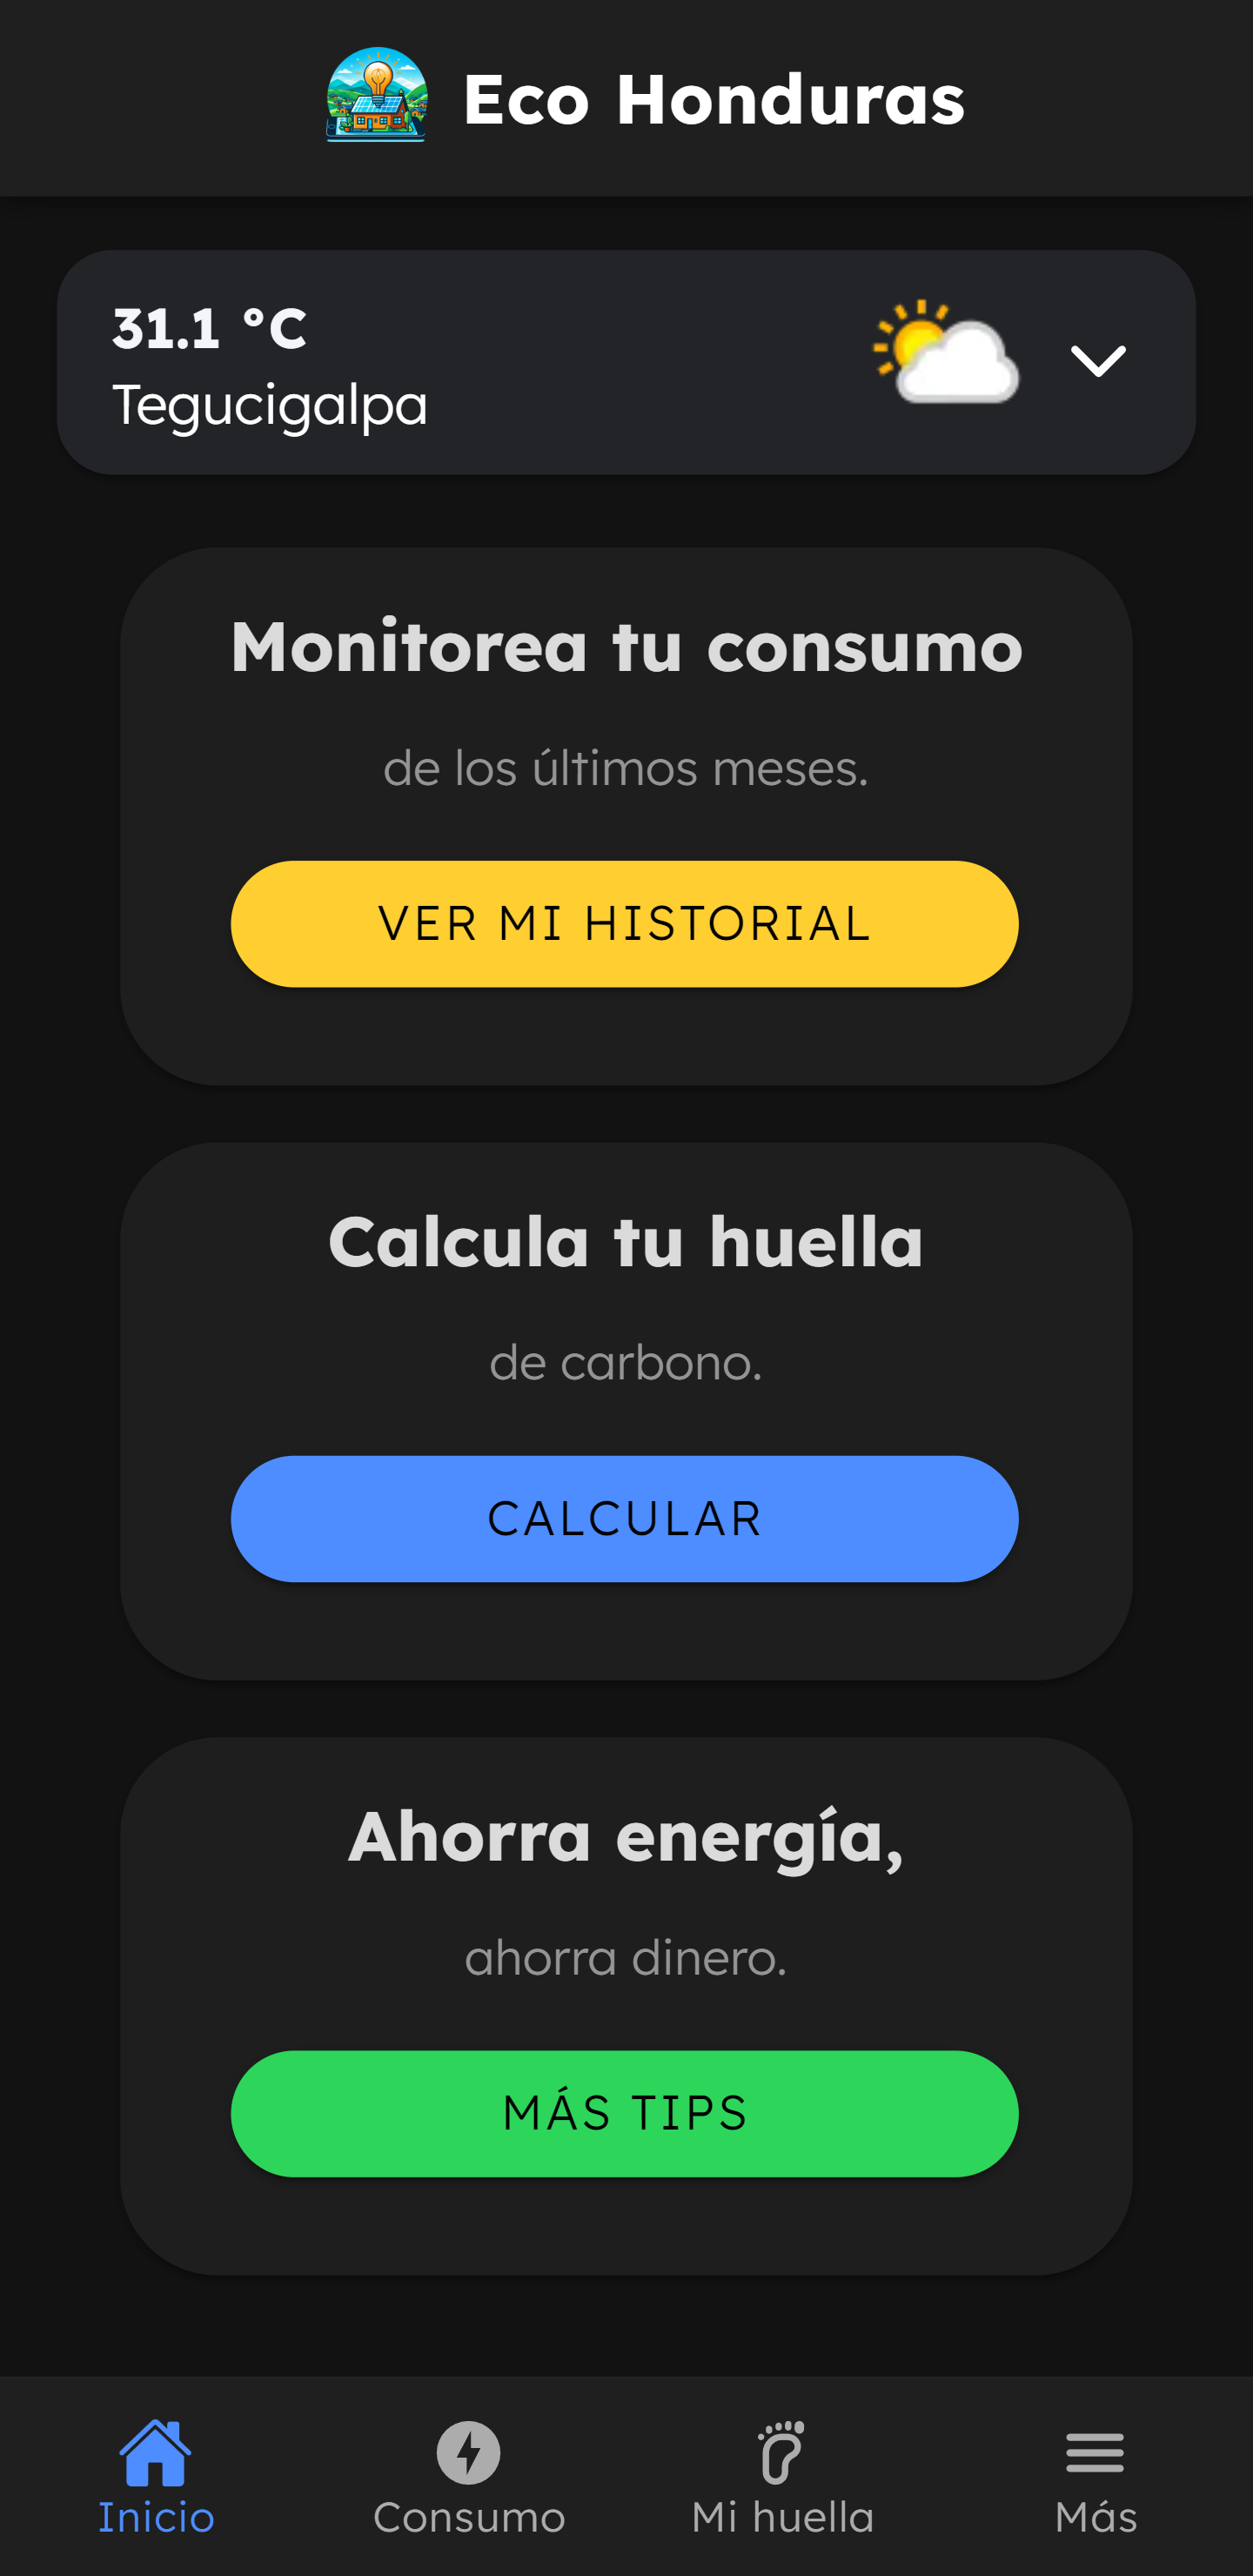 Eco Honduras
31.1 °C
Tegucigalpa
Monitorea tu consumo
de los últimos meses.
VER MI HISTORIAL
Calcula tu huella
de carbono.
CALCULAR
Ahorra energía,
ahorra dinero.
MÁS TIPS
Inicio
Consumo
Mi huella
Más